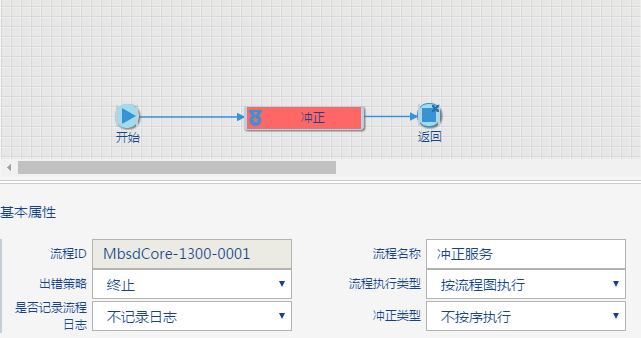 冲正
开始
返回
基本属性
流程ID MbsdCore-1300-0001 流程名称 冲正服务
出错策略 终止 流程执行类型 按流程图执行
是否记录流程
日志 不记录日志 冲正类型 不按序执行